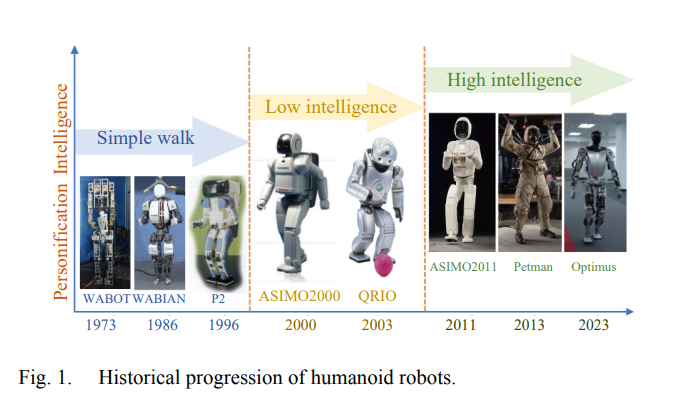 High intelligence
Low intelligence
Simple walk
Personification Intelligence
WABOT WABIAN P2 ASIMO2000 QRIO ASIMO2011 Petman Optimus
1973 1986 1996 2000 2003 2011 2013 2023
Fig. 1. Historical progression of humanoid robots.